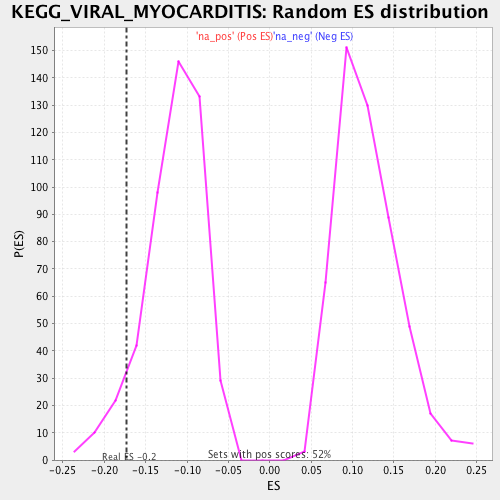 KEGG_VIRAL_MYOCARDITIS: Random ES distribution
'na_pos' (Pos ES)'na_neg' (Neg ES)
150
140
130
120
110
100
90
80
70
60
50
40
30
20
10
0
P(ES)
Real ES -0.2
Sets with pos scores: 52%
-0.25 -0.20 -0.15 -0.10 -0.05 0.00 0.05 0.10 0.15 0.20 0.25
ES